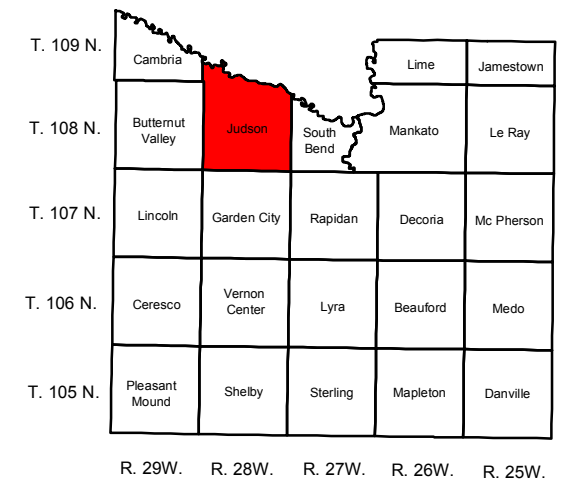 T. 109 N.
Cambria
Lime
Jamestown
T. 108 N.
Butternut
Valley
Judson
South
Bend
Mankato
Le Ray
T. 107 N.
Lincoln
Garden City
Rapidan
Decoria
Mc Pherson
T. 106 N.
Ceresco
Vernon
Center
Lyra
Beauford
Medo
T. 105 N.
Pleasant
Mound
Shelby
Sterling
Mapleton
Danville
R. 29W.
R. 28W.
R. 27W.
R. 26W.
R. 25W.